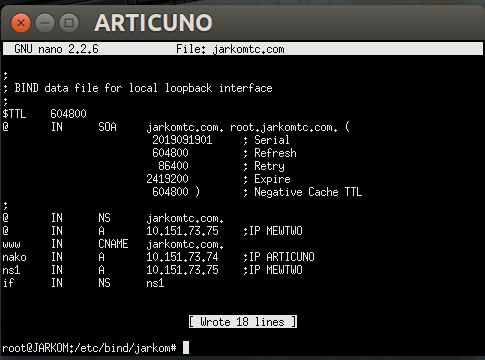 ARTICUNO
GNU nano 2.2.6 File: jarkomtc.com
;
; BIND data file for local loopback interface
;
$TTL 604800
@ IN SOA jarkomtc.com. root.jarkomtc.com. (
2019091901 ; Serial
604800 ; Refresh
86400 ; Retry
2419200 ; Expire
604800 ) ; Negative Cache TTL
;
@ IN NS jarkomtc.com.
@ IN A 10.151.73.75 ;IP MEWTWO
www IN CNAME jarkomtc.com.
nako IN A 10.151.73.74 ;IP ARTICUNO
ns1 IN A 10.151.73.75 ;IP MEWTWO
if IN NS ns1
[ Wrote 18 lines ]
root@JARKOM:/etc/bind/jarkom#